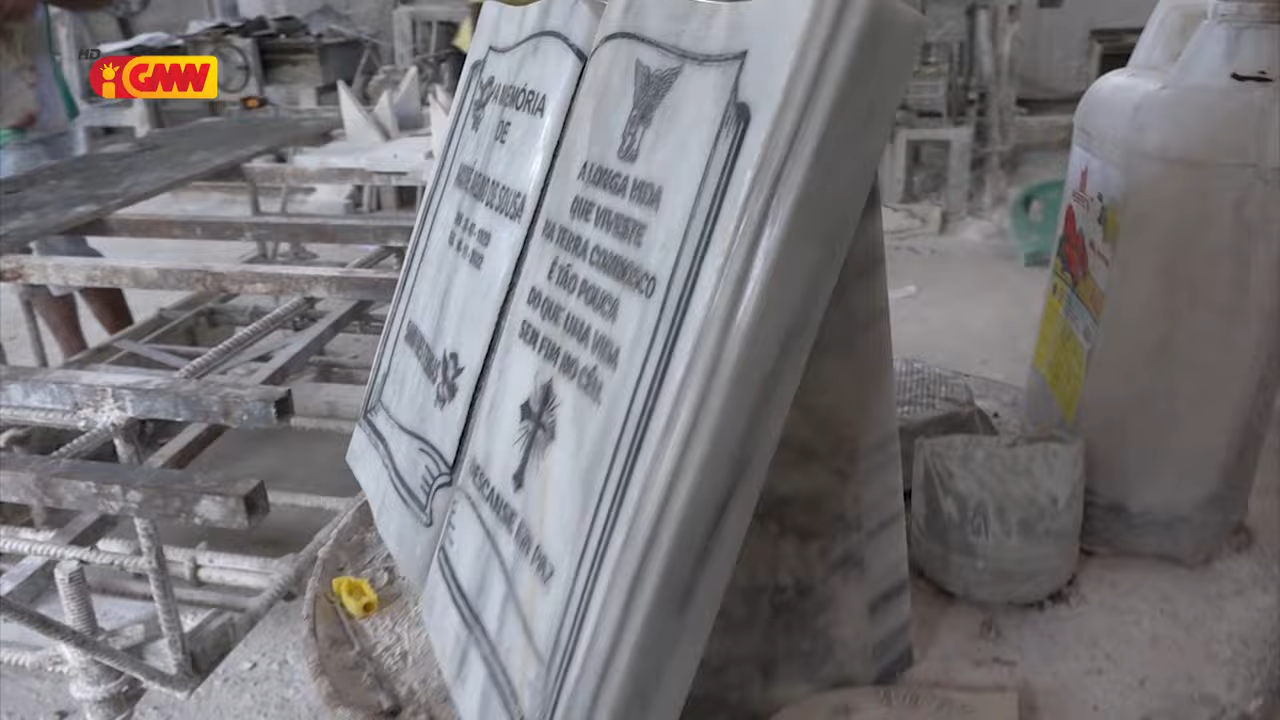 HD
GMW
A MEMÓRIA
DE
DE SOUSA
A LONGA VIDA
QUE VIVESTE
NA TERRA CONNOSCO
É TÃO POUCA
DO QUE UMA VIDA
SEM FIM NO CÉU.
DESCANSE EM PAZ